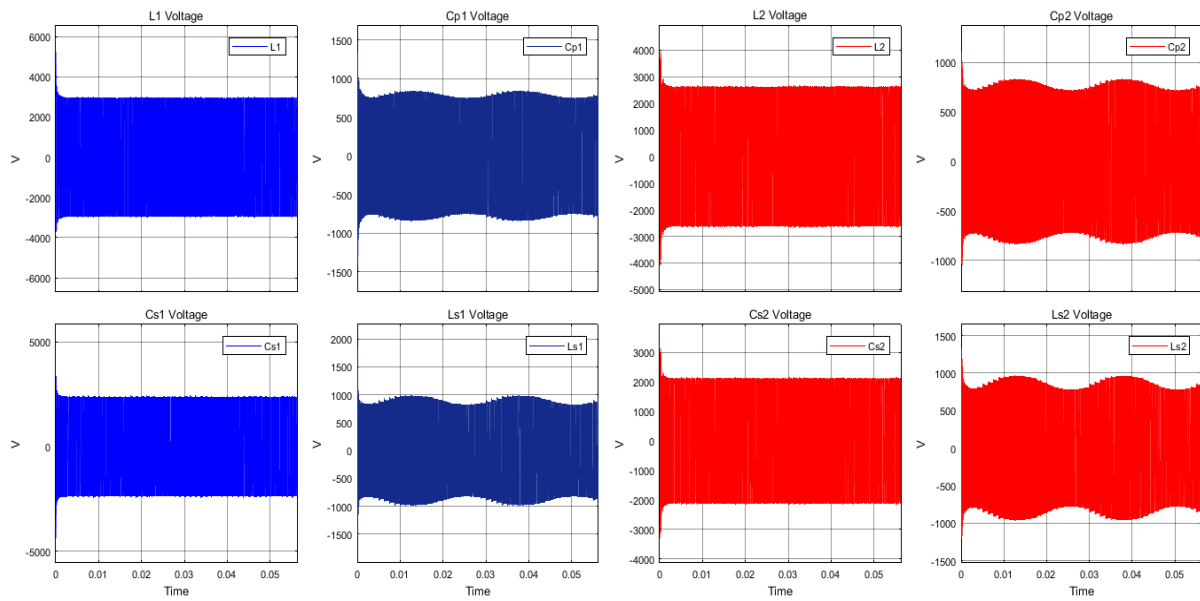 L1 Voltage
6000
4000
2000
0
-2000
-4000
-6000
V
L1
Cp1 Voltage
1500
1000
500
0
-500
-1000
-1500
V
Cp1
L2 Voltage
4000
3000
2000
1000
0
-1000
-2000
-3000
-4000
-5000
V
L2
Cp2 Voltage
1000
500
0
-500
-1000
V
Cp2
Cs1 Voltage
5000
0
-5000
V
Cs1
0 0.01 0.02 0.03 0.04 0.05
Time
Ls1 Voltage
2000
1500
1000
500
0
-500
-1000
-1500
V
Ls1
0 0.01 0.02 0.03 0.04 0.05
Time
Cs2 Voltage
3000
2000
1000
0
-1000
-2000
-3000
-4000
V
Cs2
0 0.01 0.02 0.03 0.04 0.05
Time
Ls2 Voltage
1500
1000
500
0
-500
-1000
-1500
V
Ls2
0 0.01 0.02 0.03 0.04 0.05
Time